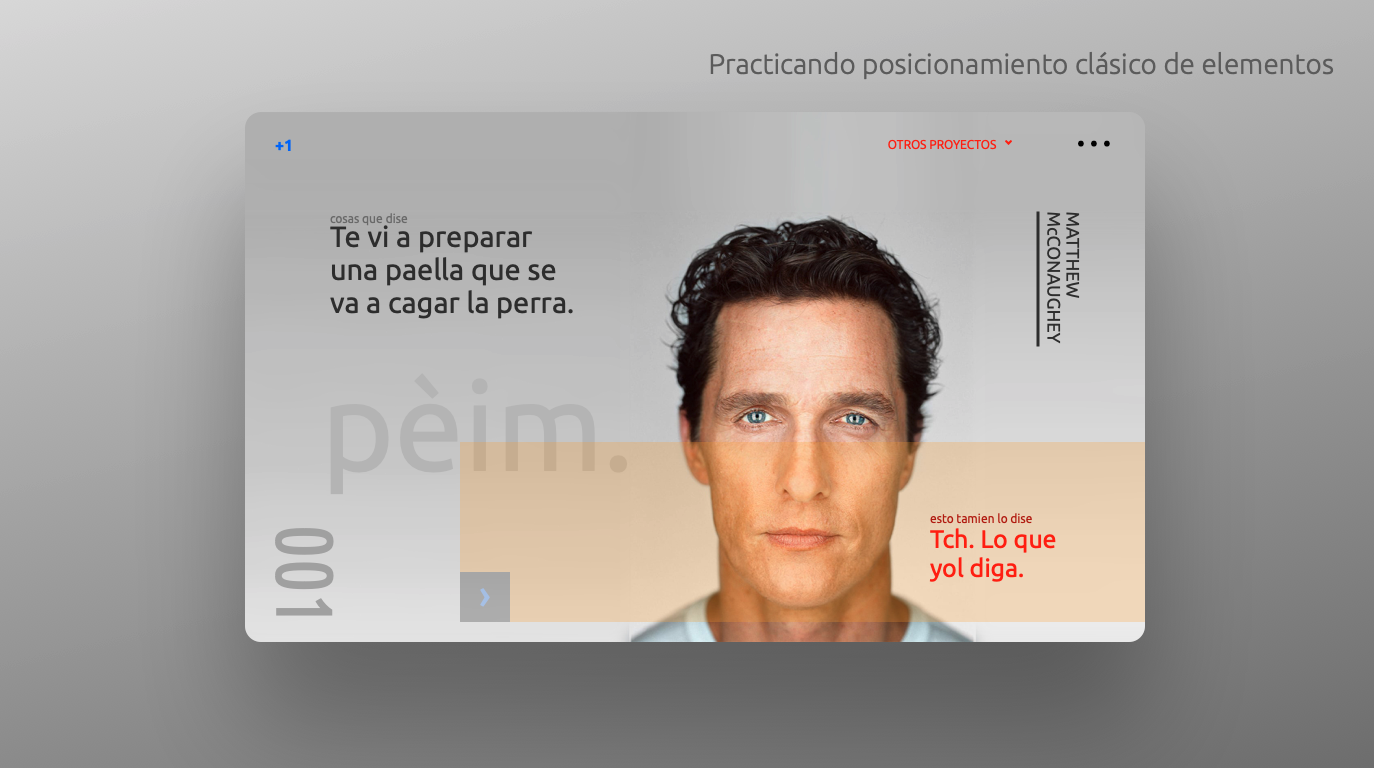 Practicando posicionamiento clásico de elementos
+1
OTROS PROYECTOS
cosas que dise
Te vi a preparar
una paella que se
va a cagar la perra.
MATTHEW
McCONAUGHEY
pèim.
001
esto tamien lo dise
Tch. Lo que
yol diga.